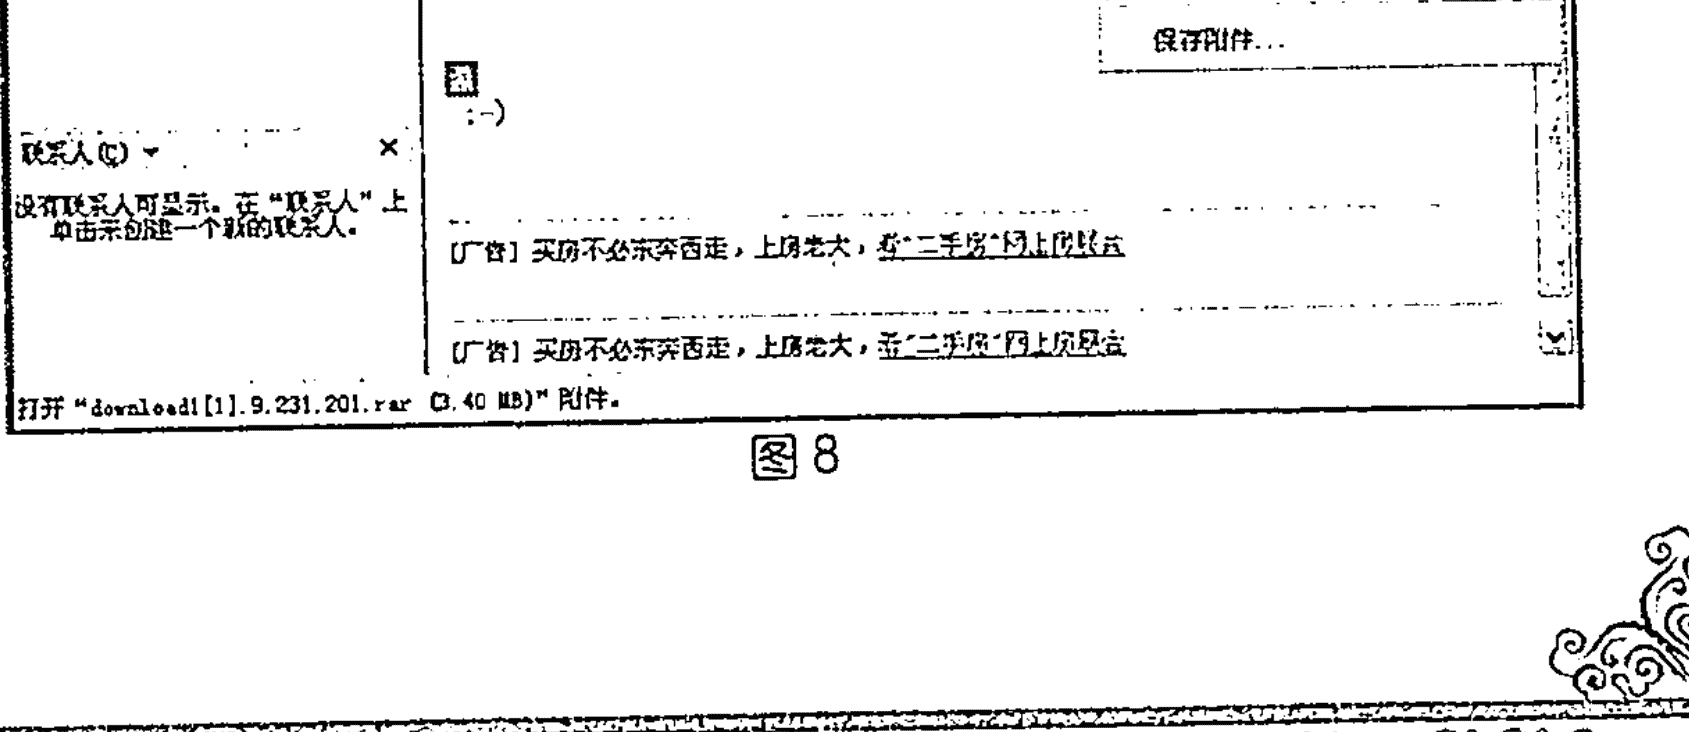 保存附件...
:-)
联系人(C)
没有联系人可显示。在“联系人”上
单击来创建一个新的联系人。
[广告] 买房不必东奔西走，上房老大，看"二手房"网上房展会
[广告] 买房不必东奔西走，上房老大，看"二手房"网上房展会
打开“download1[1].9.231.201.rar (3.40 MB)”附件。
图 8